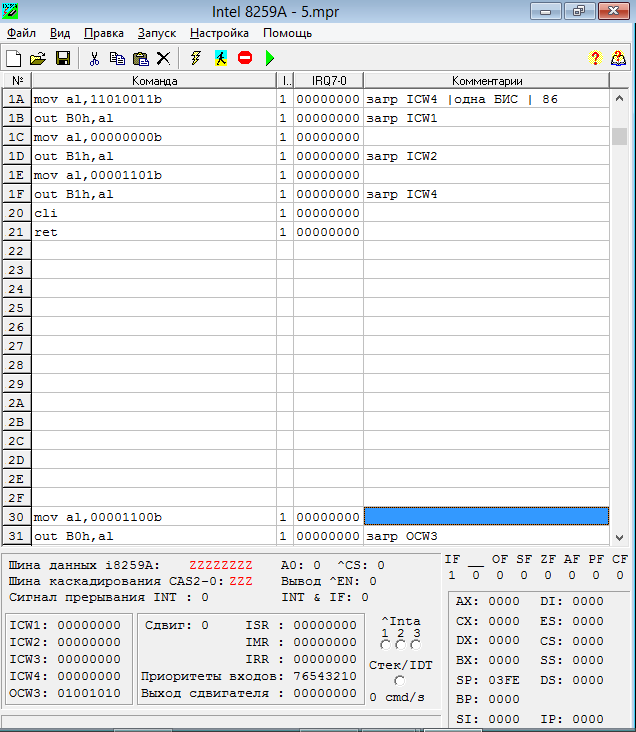 Intel 8259A - 5.mpr
Файл Вид Правка Запуск Настройка Помощь
№ Команда I.. IRQ7-0 Комментарии
1A mov al,11010011b 1 00000000 загр ICW4 |одна БИС | 86
1B out B0h,al 1 00000000 загр ICW1
1C mov al,00000000b 1 00000000
1D out B1h,al 1 00000000 загр ICW2
1E mov al,00001101b 1 00000000
1F out B1h,al 1 00000000 загр ICW4
20 cli 1 00000000
21 ret 1 00000000
22
23
24
25
26
27
28
29
2A
2B
2C
2D
2E
2F
30 mov al,00001100b 1 00000000
31 out B0h,al 1 00000000 загр OCW3
Шина данных i8259A: ZZZZZZZZ A0: 0 ^CS: 0
Шина каскадирования CAS2-0: ZZZ Вывод ^EN: 0
Сигнал прерывания INT : 0 INT & IF: 0
IF __ OF SF ZF AF PF CF
1 0 0 0 0 0 0 0
ICW1: 00000000
ICW2: 00000000
ICW3: 00000000
ICW4: 00000000
OCW3: 01001010
Сдвиг: 0 ISR : 00000000
IMR : 00000000
IRR : 00000000
Приоритеты входов: 76543210
Выход сдвигателя : 00000000
^Inta
1 2 3
Стек/IDT
0 cmd/s
AX: 0000 DI: 0000
CX: 0000 ES: 0000
DX: 0000 CS: 0000
BX: 0000 SS: 0000
SP: 03FE DS: 0000
BP: 0000
SI: 0000 IP: 0000